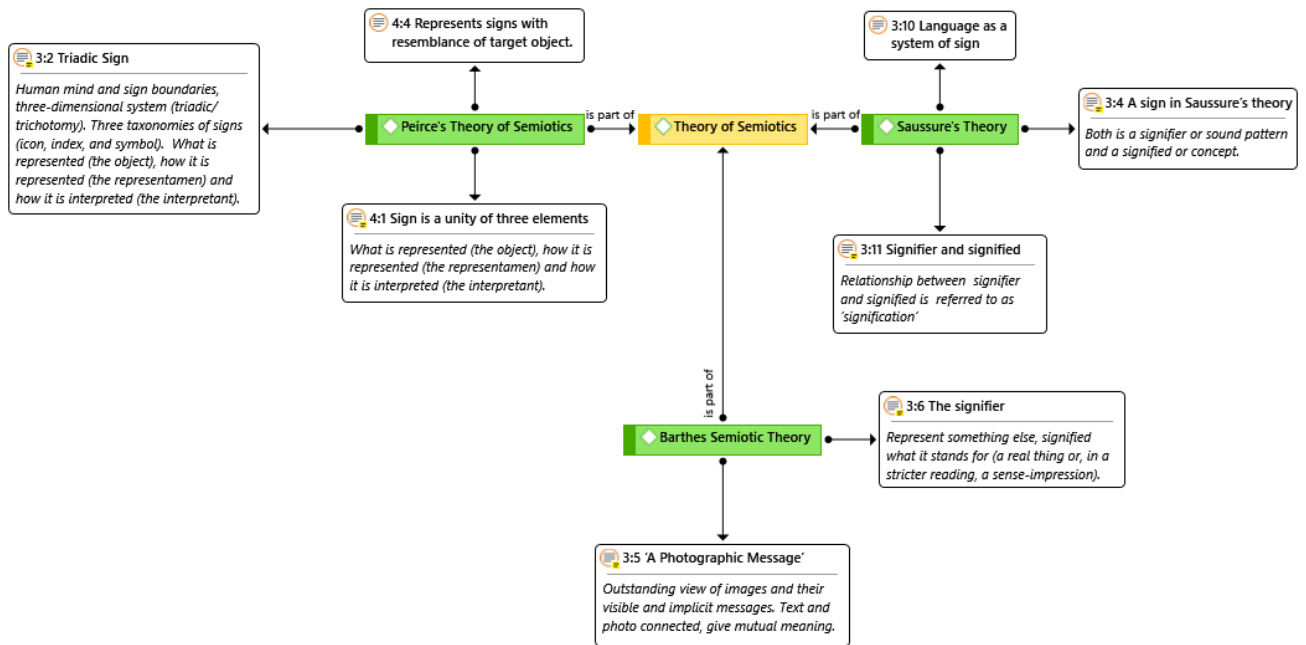 4:4 Represents signs with
resemblance of target object.
3:10 Language as a
system of sign
3:2 Triadic Sign
Human mind and sign boundaries,
three-dimensional system (triadic/
trichotomy). Three taxonomies of signs
(icon, index, and symbol). What is
represented (the object), how it is
represented (the representamen) and
how it is interpreted (the interpretant).
Peirce's Theory of Semiotics
is part of
Theory of Semiotics
is part of
Saussure's Theory
3:4 A sign in Saussure's theory
Both is a signifier or sound pattern
and a signified or concept.
4:1 Sign is a unity of three elements
What is represented (the object), how it is
represented (the representamen) and how
it is interpreted (the interpretant).
3:11 Signifier and signified
Relationship between signifier
and signified is referred to as
‘signification’
is part of
Barthes Semiotic Theory
3:6 The signifier
Represent something else, signified
what it stands for (a real thing or, in a
stricter reading, a sense-impression).
3:5 ‘A Photographic Message’
Outstanding view of images and their
visible and implicit messages. Text and
photo connected, give mutual meaning.